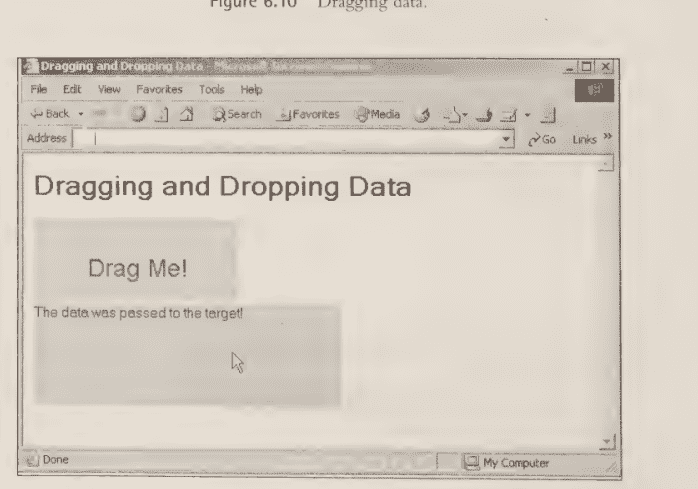 Figure 6.10 Dragging data.
Dragging and Dropping Data - Microsoft
File Edit View Favorites Tools Help
Back Search Favorites Media
Address Go Links »
Dragging and Dropping Data
Drag Me!
The data was passed to the target!
Done My Computer